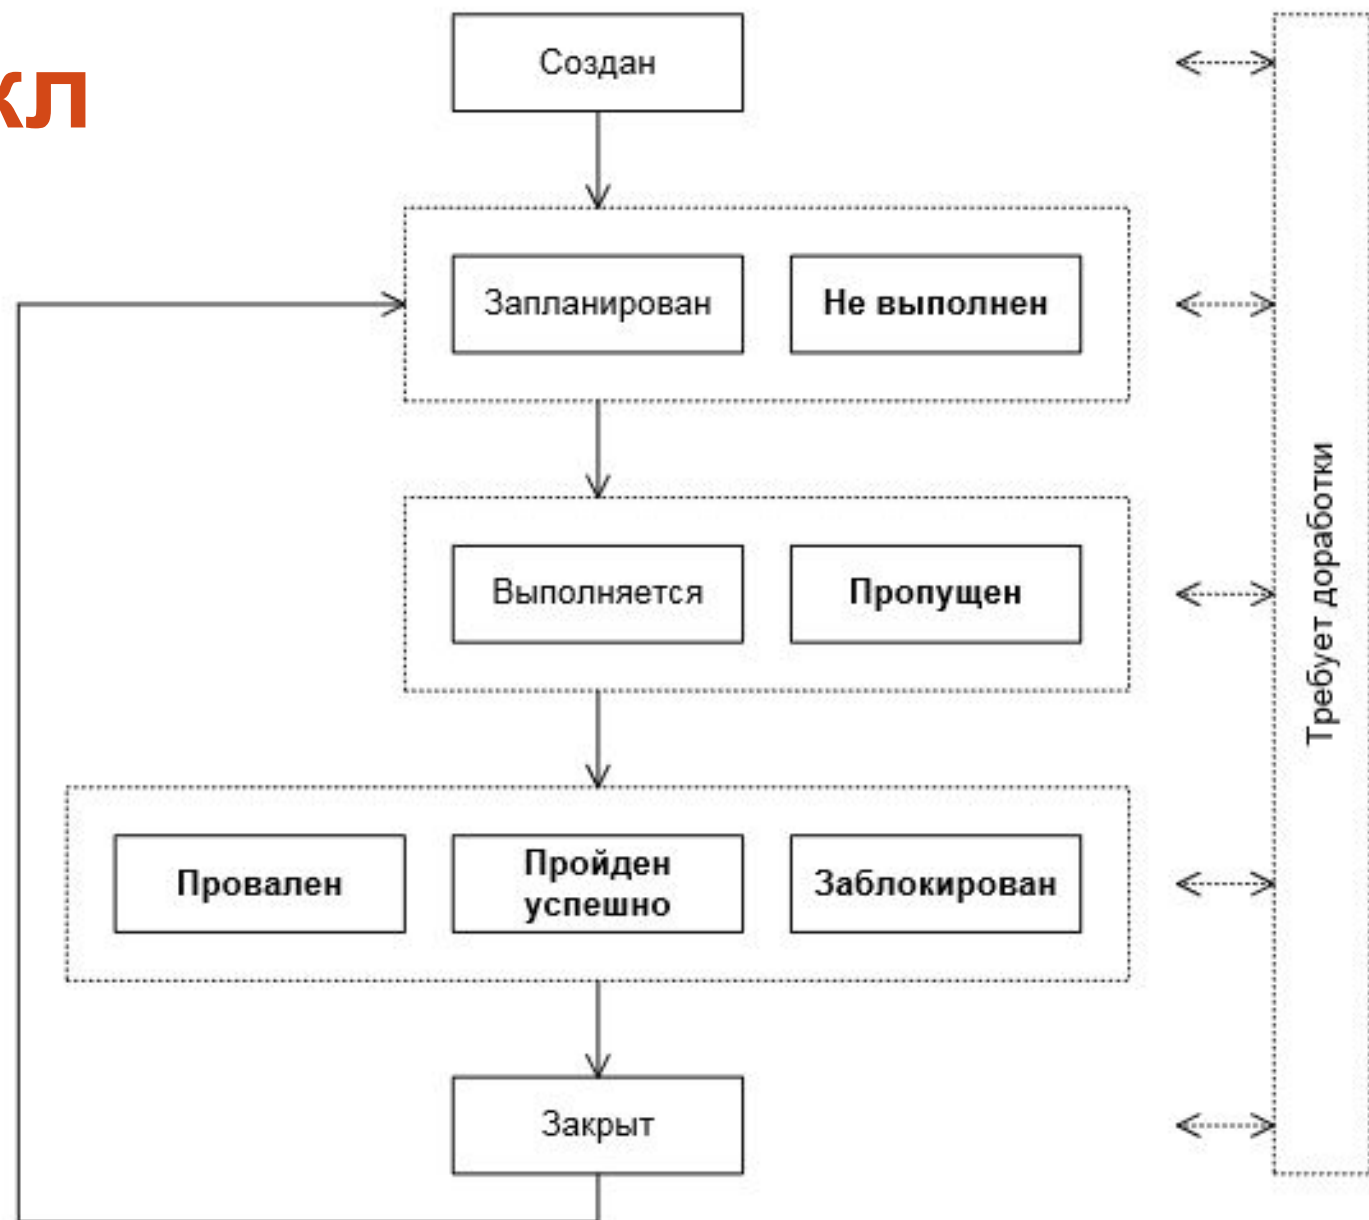 кл
Создан
Запланирован
Не выполнен
Выполняется
Пропущен
Провален
Пройден
успешно
Заблокирован
Закрыт
Требует доработки